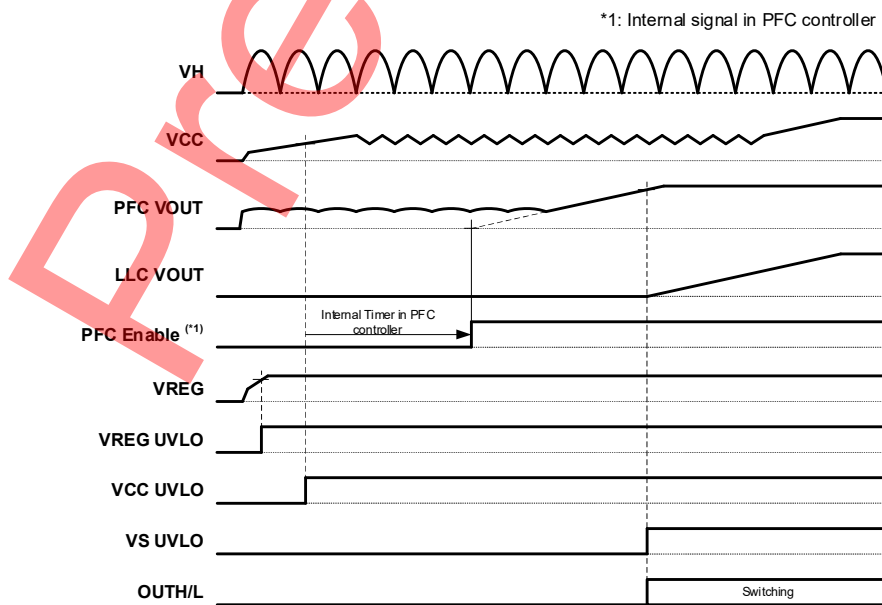 *1: Internal signal in PFC controller
VH
VCC
PFC VOUT
LLC VOUT
Internal Timer in PFC
controller
PFC Enable (*1)
VREG
VREG UVLO
VCC UVLO
VS UVLO
OUTH/L
Switching
Pre